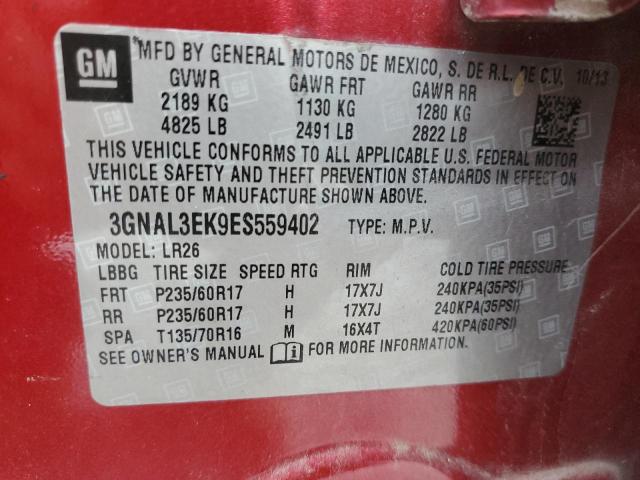 GM
MFD BY GENERAL MOTORS DE MEXICO, S. DE R.L. DE C.V. 10/13
GVWR GAWR FRT GAWR RR
2189 KG 1130 KG 1280 KG
4825 LB 2491 LB 2822 LB
THIS VEHICLE CONFORMS TO ALL APPLICABLE U.S. FEDERAL MOTOR
VEHICLE SAFETY AND THEFT PREVENTION STANDARDS IN EFFECT ON
THE DATE OF MANUFACTURE SHOWN ABOVE.
3GNAL3EK9ES559402 TYPE: M.P.V.
MODEL: LR26
LBBG TIRE SIZE SPEED RTG RIM COLD TIRE PRESSURE
FRT P235/60R17 H 17X7J 240KPA(35PSI)
RR P235/60R17 H 17X7J 240KPA(35PSI)
SPA T135/70R16 M 16X4T 420KPA(60PSI)
SEE OWNER'S MANUAL i FOR MORE INFORMATION.